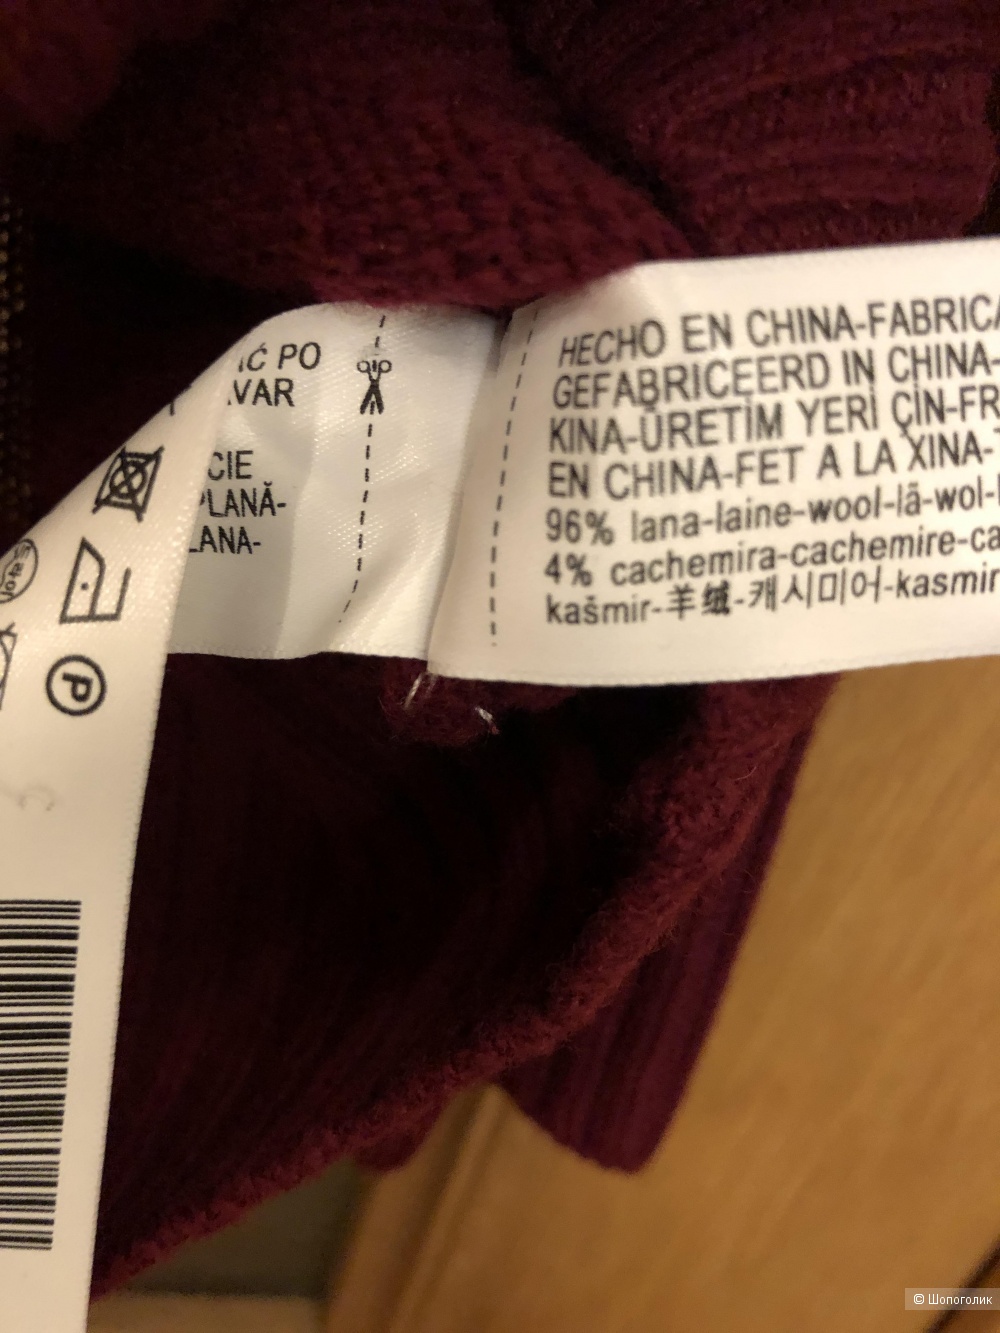 HECHO EN CHINA-FABRICA
GEFABRICEERD IN CHINA-
KINA-ÜRETİM YERİ ÇİN-FR
EN CHINA-FET A LA XINA-
96% lana-laine-wool-lã-wol-
4% cachemira-cachemire-ca
kašmir-羊绒-캐시미어-kasmir
IĆ PO
VAR
CIE
PLANĂ-
LANA-
P
© Шопоголик